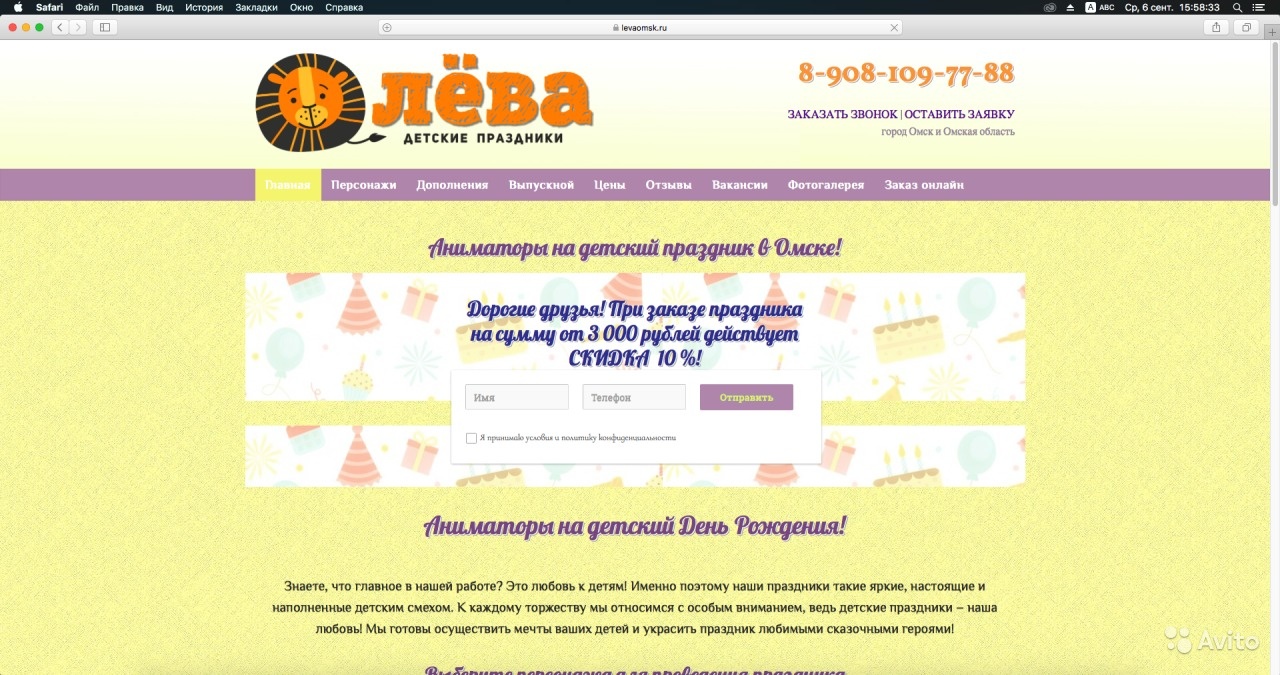 Safari Файл Правка Вид История Закладки Окно Справка
A ABC Ср, 6 сент. 15:58:33
levaomsk.ru
лёва
ДЕТСКИЕ ПРАЗДНИКИ
8-908-109-77-88
ЗАКАЗАТЬ ЗВОНОК | ОСТАВИТЬ ЗАЯВКУ
город Омск и Омская область
Главная Персонажи Дополнения Выпускной Цены Отзывы Вакансии Фотогалерея Заказ онлайн
Аниматоры на детский праздник в Омске!
Дорогие друзья! При заказе праздника
на сумму от 3 000 рублей действует
СКИДКА 10 %!
Имя Телефон Отправить
Я принимаю условия и политику конфиденциальности
Аниматоры на детский День Рождения!
Знаете, что главное в нашей работе? Это любовь к детям! Именно поэтому наши праздники такие яркие, настоящие и
наполненные детским смехом. К каждому торжеству мы относимся с особым вниманием, ведь детские праздники – наша
любовь! Мы готовы осуществить мечты ваших детей и украсить праздник любимыми сказочными героями!
Выберите персонажа для проведения праздника
Avito